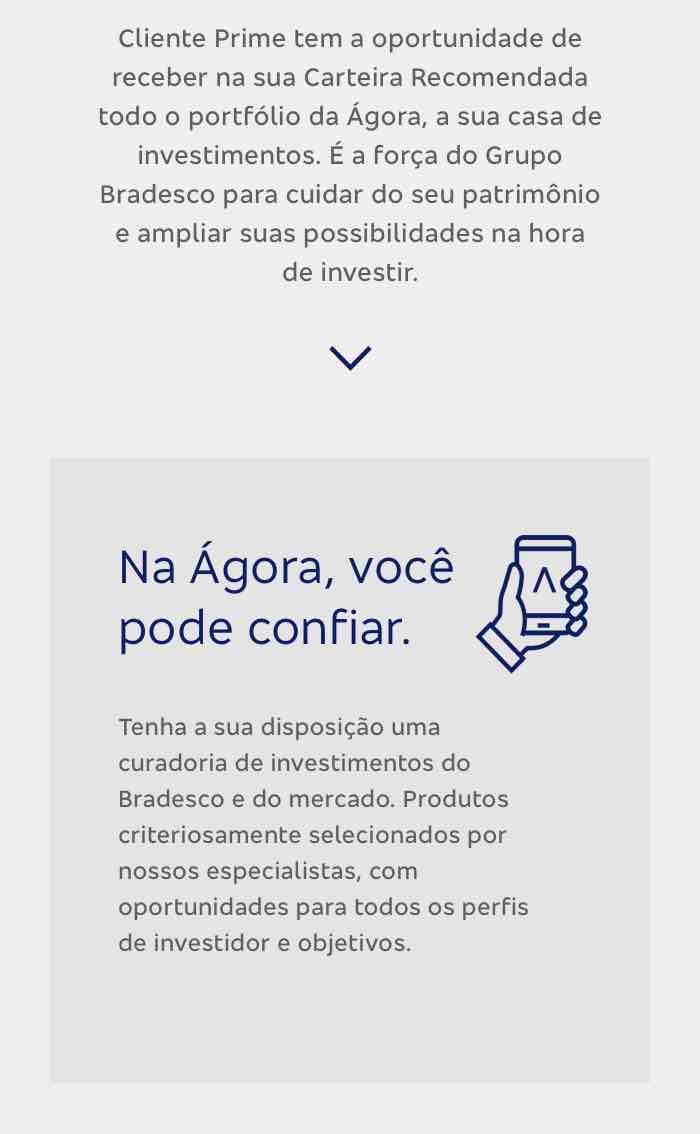 Cliente Prime tem a oportunidade de
receber na sua Carteira Recomendada
todo o portfólio da Ágora, a sua casa de
investimentos. É a força do Grupo
Bradesco para cuidar do seu patrimônio
e ampliar suas possibilidades na hora
de investir.
Na Ágora, você
pode confiar.
Tenha a sua disposição uma
curadoria de investimentos do
Bradesco e do mercado. Produtos
criteriosamente selecionados por
nossos especialistas, com
oportunidades para todos os perfis
de investidor e objetivos.